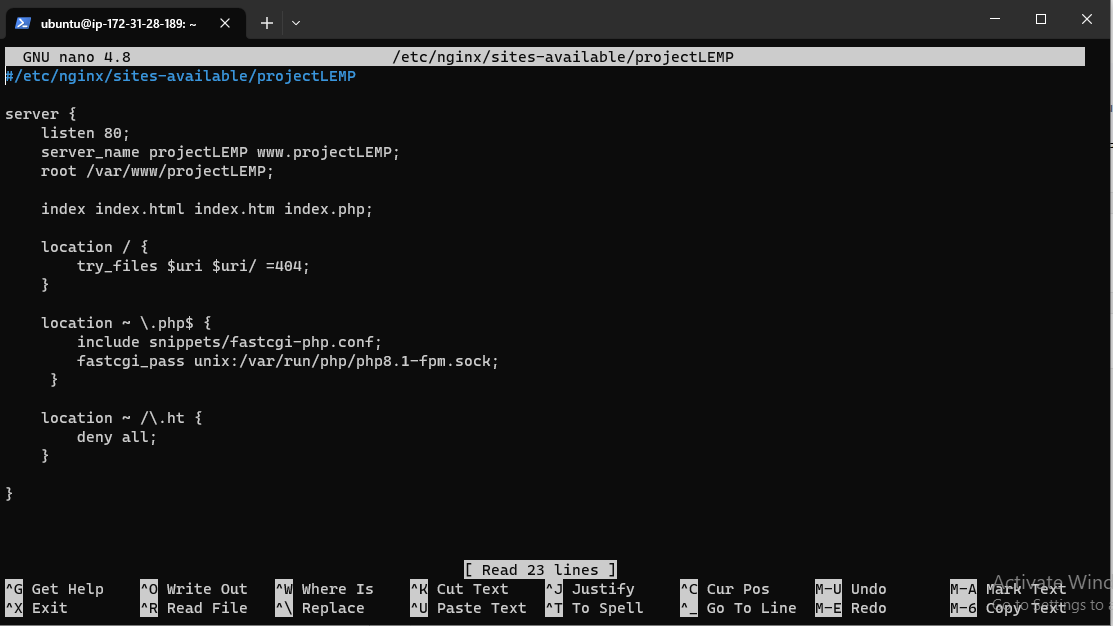 ubuntu@ip-172-31-28-189: ~
GNU nano 4.8 /etc/nginx/sites-available/projectLEMP
#/etc/nginx/sites-available/projectLEMP
server {
    listen 80;
    server_name projectLEMP www.projectLEMP;
    root /var/www/projectLEMP;
    index index.html index.htm index.php;
    location / {
        try_files $uri $uri/ =404;
    }
    location ~ \.php$ {
        include snippets/fastcgi-php.conf;
        fastcgi_pass unix:/var/run/php/php8.1-fpm.sock;
     }
    location ~ /\.ht {
        deny all;
    }
}
[ Read 23 lines ]
^G Get Help ^O Write Out ^W Where Is ^K Cut Text ^J Justify ^C Cur Pos M-U Undo M-A Mark Text
^X Exit ^R Read File ^\ Replace ^U Paste Text ^T To Spell ^_ Go To Line M-E Redo M-6 Copy Text
Activate Wind
Go to Settings to a